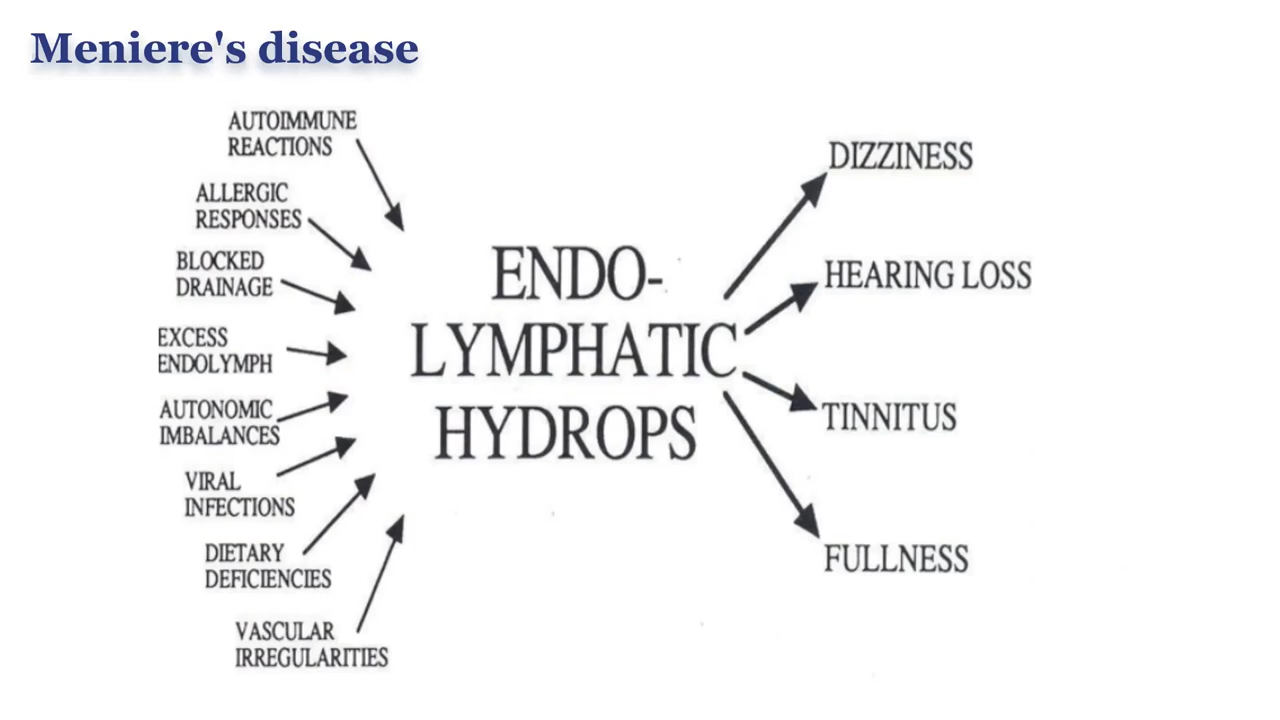 Meniere's disease
AUTOIMMUNE
REACTIONS
ALLERGIC
RESPONSES
BLOCKED
DRAINAGE
EXCESS
ENDOLYMPH
AUTONOMIC
IMBALANCES
VIRAL
INFECTIONS
DIETARY
DEFICIENCIES
VASCULAR
IRREGULARITIES
ENDO-
LYMPHATIC
HYDROPS
DIZZINESS
HEARING LOSS
TINNITUS
FULLNESS